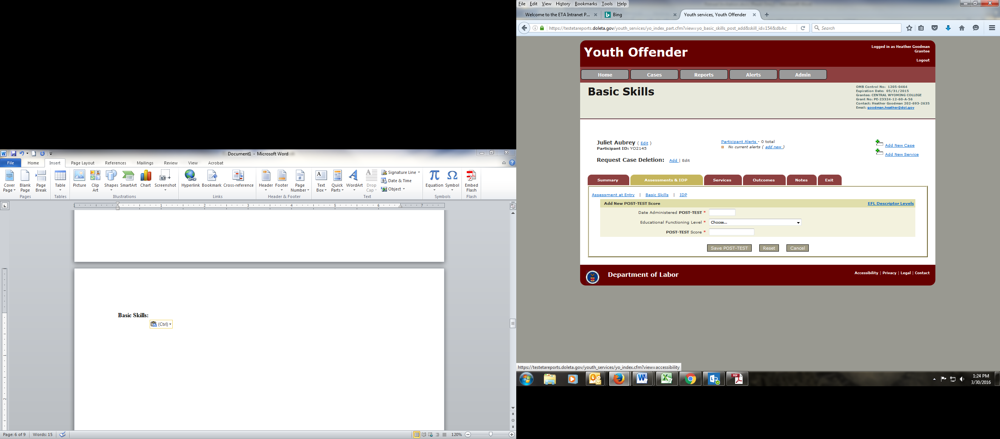 Document1 - Microsoft Word
File Home Insert Page Layout References Mailings Review View Acrobat
Cover Page
Blank Page
Page Break
Table
Picture
Clip Art
Shapes
SmartArt
Chart
Screenshot
Hyperlink
Bookmark
Cross-reference
Header
Footer
Page Number
Text Box
Quick Parts
WordArt
Drop Cap
Signature Line
Date & Time
Object
Equation
Symbol
Embed Flash
Pages Tables Illustrations Links Header & Footer Text Symbols Flash
1 1 2 3 4 5 6 7
Basic Skills:
(Ctrl)
1
2
Page: 6 of 9 Words: 15 120%
File Edit View History Bookmarks Tools Help
Welcome to the ETA Intranet P... Bing Youth services, Youth Offender
https://testetareports.doleta.gov/youth_services/yo_index_part.cfm?view=yo_basic_skills_post_add&skill_id=154&dbAc Search
Youth Offender
Logged in as Heather Goodman
Grantee
Logout
Home Cases Reports Alerts Admin
Basic Skills
OMB Control No: 1205-0464
Expiration Date: 05/31/2015
Grantee: CENTRAL WYOMING COLLEGE
Grant No: PE-23324-12-60-A-56
Contact: Heather Goodman 202-693-2635
Email: goodman.heather@dol.gov
Juliet Aubrey ( Edit )
Participant ID: YO2145
Request Case Deletion: Add | Edit
Participant Alerts - 0 total
No current alerts ( add new )
Add New Case
Add New Service
Summary Assessments & IDP Services Outcomes Notes Exit
Assessment at Entry | Basic Skills | IDP
Add New POST-TEST Score EFL Descriptor Levels
Date Administered POST-TEST *
Educational Functioning Level * Choose...
POST-TEST Score *
Save POST-TEST Reset Cancel
Department of Labor
Accessibility | Privacy | Legal | Contact
https://testetareports.doleta.gov/youth_services/yo_index.cfm?view=accessibility
1:24 PM
3/30/2016